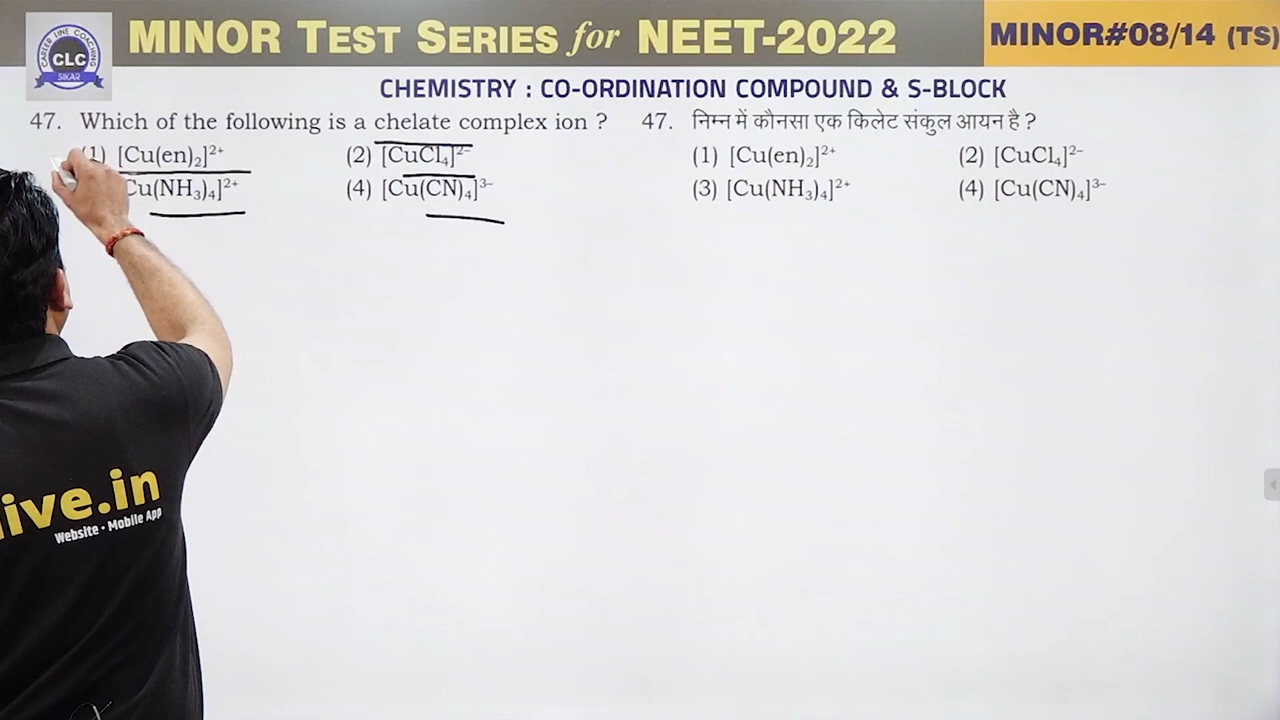 CAREER LINE COACHING
CLC
SIKAR
MINOR TEST SERIES for NEET-2022
MINOR#08/14 (TS)
CHEMISTRY : CO-ORDINATION COMPOUND & S-BLOCK
47. Which of the following is a chelate complex ion ?
(1) [Cu(en)₂]²⁺ (2) [CuCl₄]²⁻
Cu(NH₃)₄]²⁺ (4) [Cu(CN)₄]³⁻
47. निम्न में कौनसा एक किलेट संकुल आयन है ?
(1) [Cu(en)₂]²⁺ (2) [CuCl₄]²⁻
(3) [Cu(NH₃)₄]²⁺ (4) [Cu(CN)₄]³⁻
live.in
Website • Mobile App